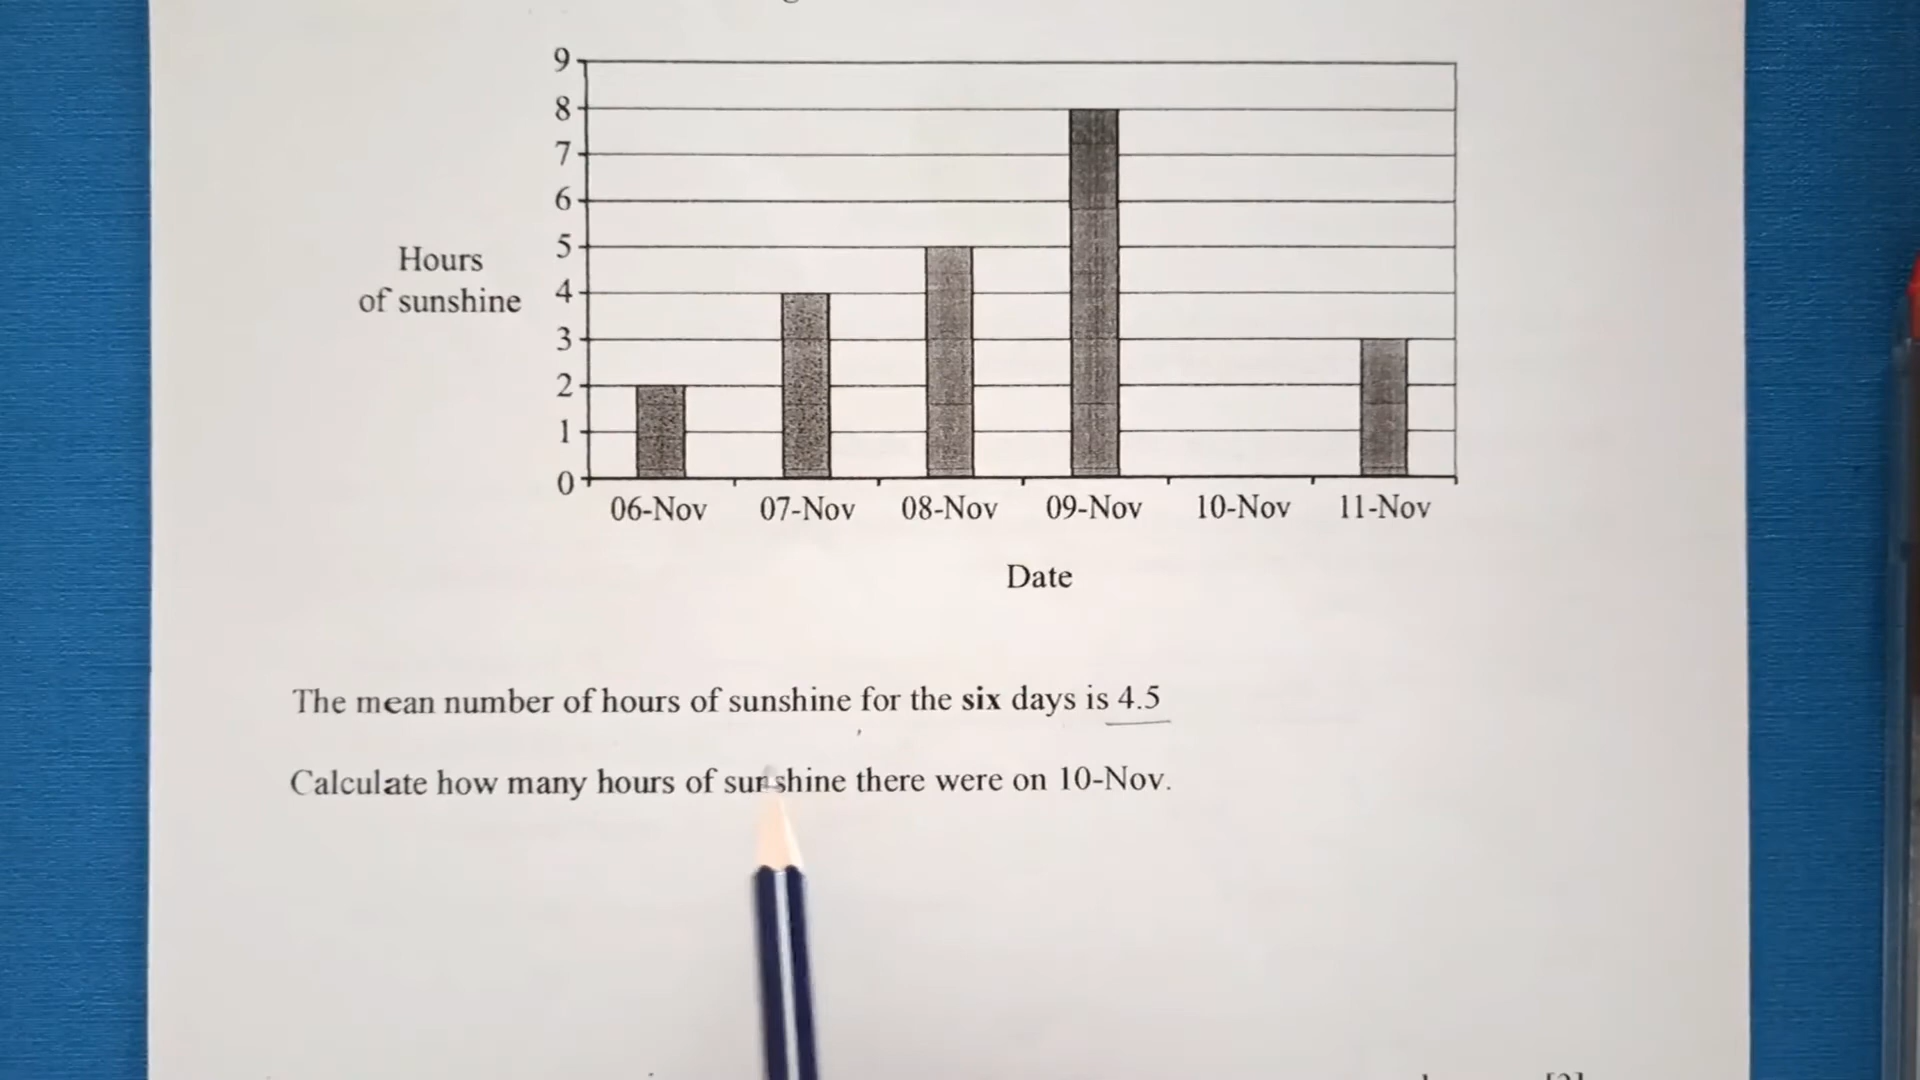 9
8
7
6
5
4
3
2
1
0
Hours
of sunshine
06-Nov 07-Nov 08-Nov 09-Nov 10-Nov 11-Nov
Date
The mean number of hours of sunshine for the six days is 4.5
Calculate how many hours of sunshine there were on 10-Nov.